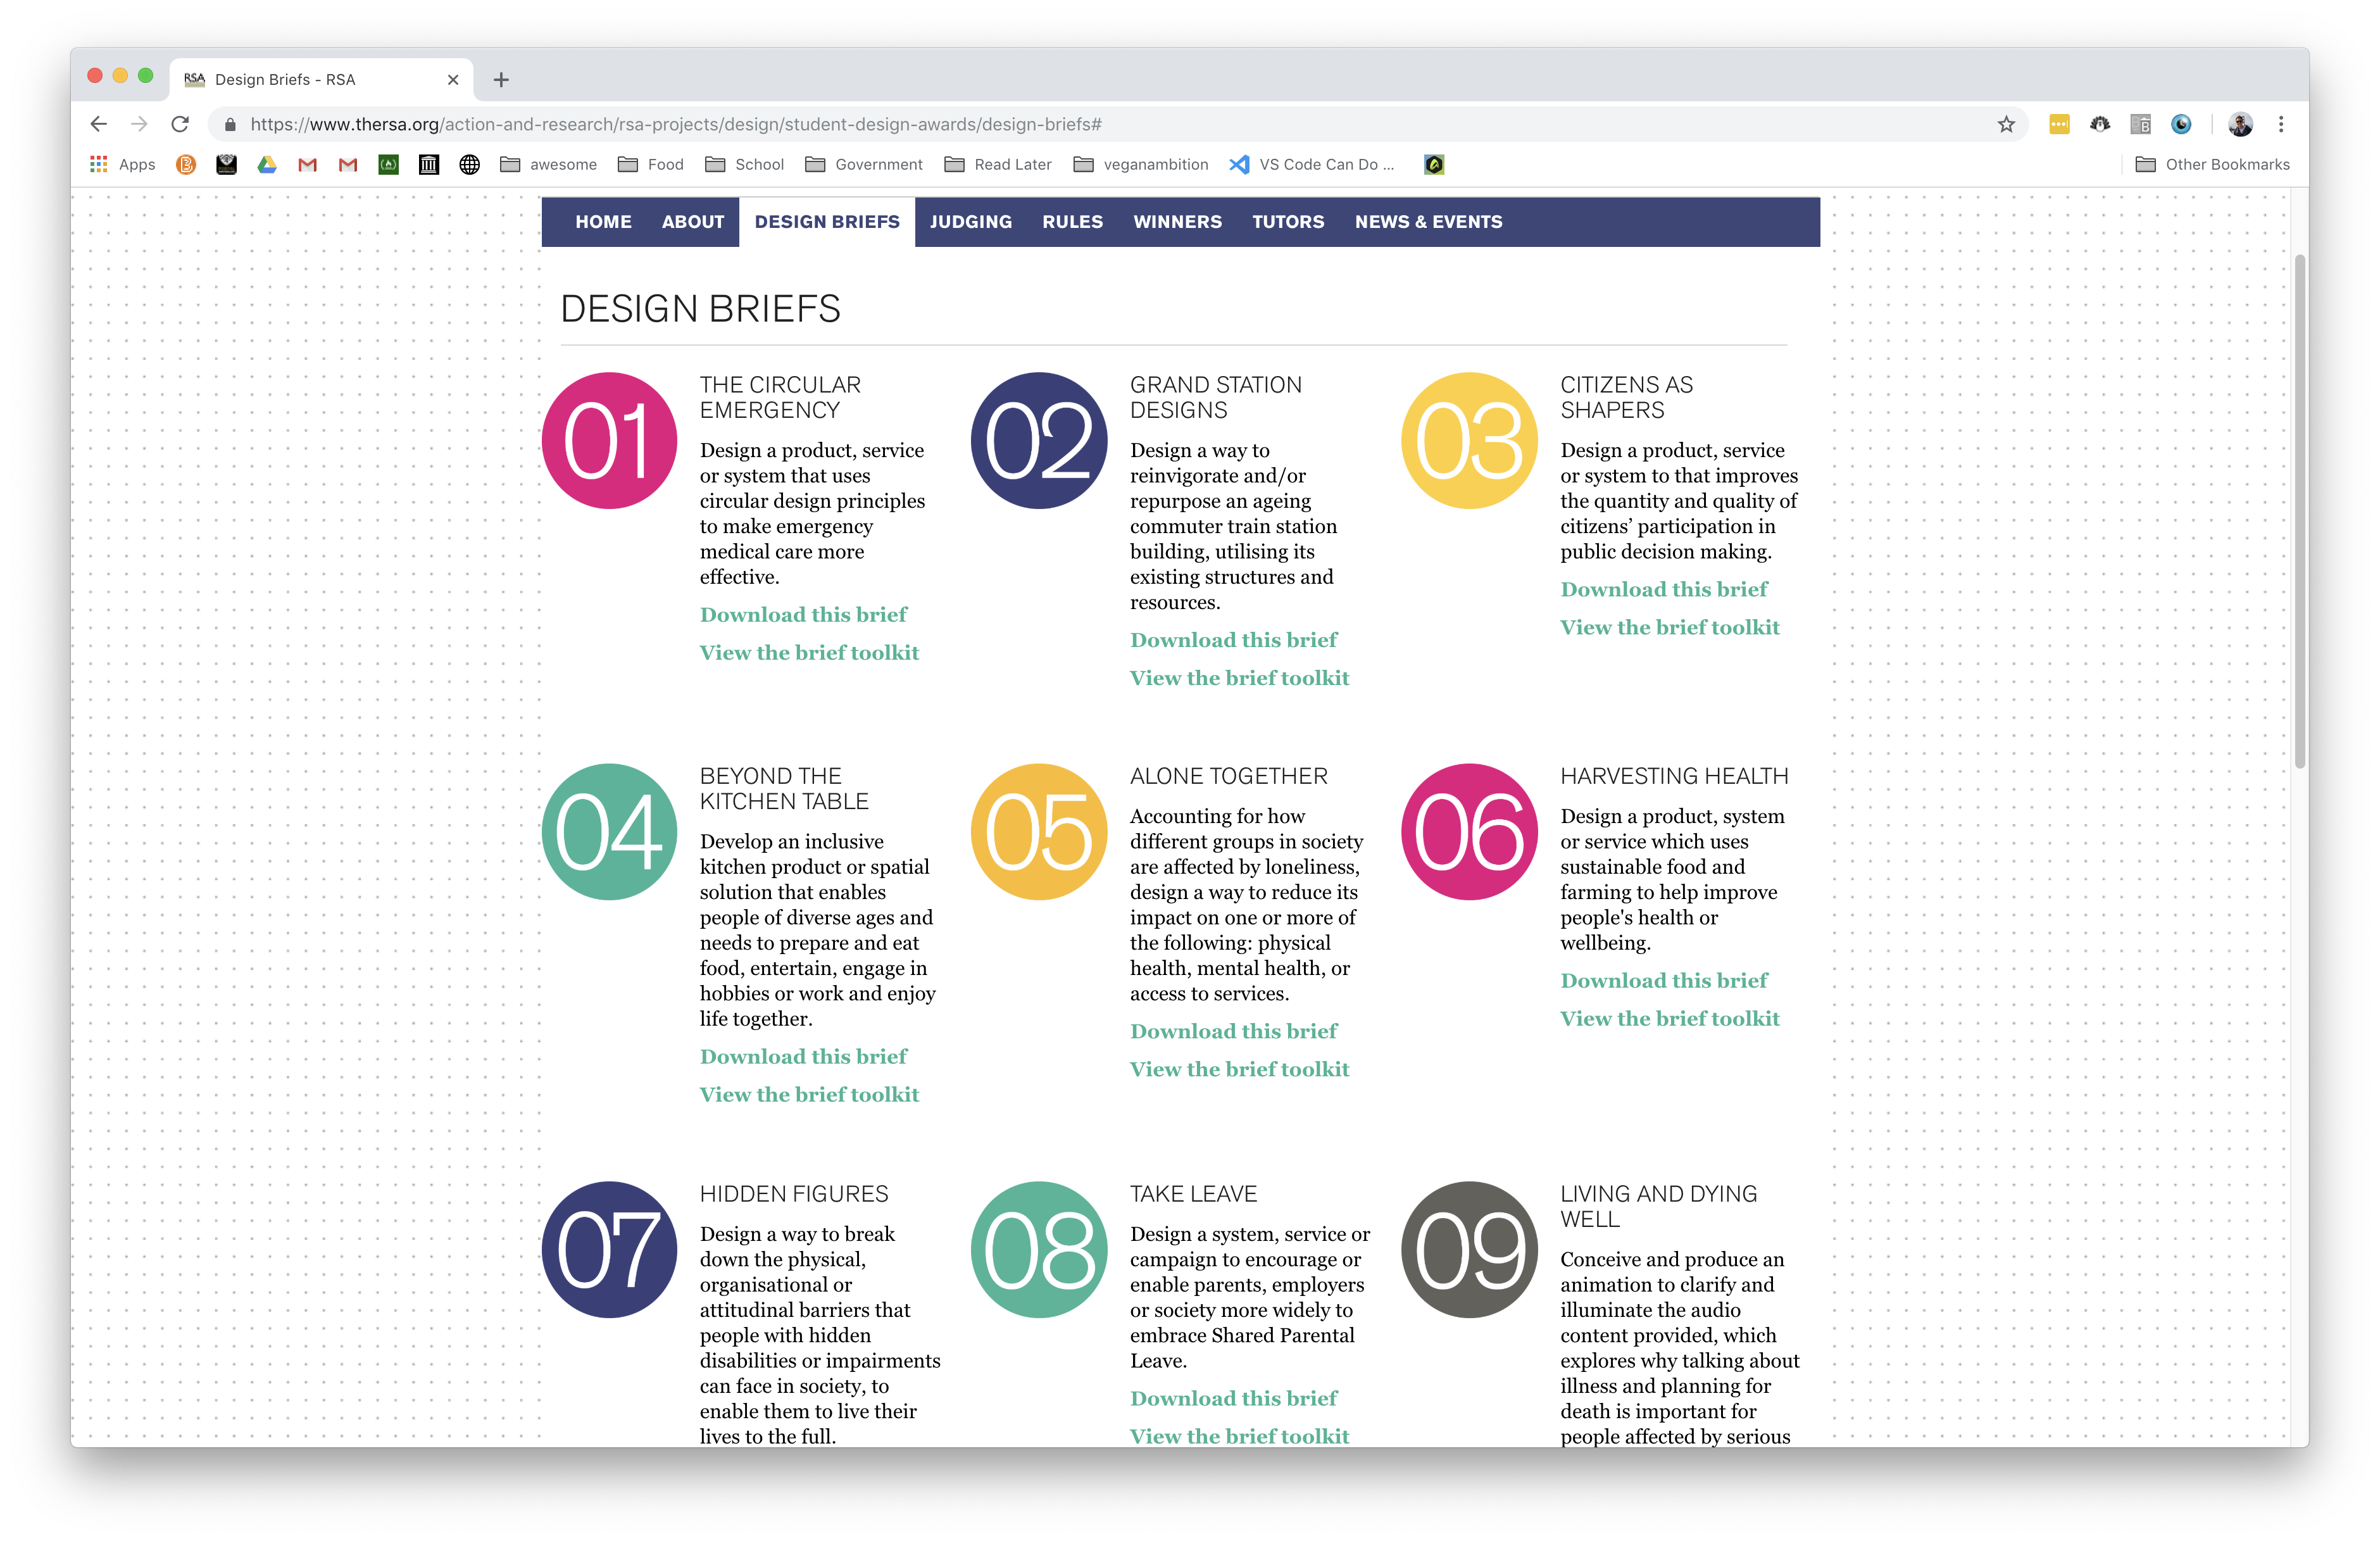 RSA
Design Briefs - RSA
https://www.thersa.org/action-and-research/rsa-projects/design/student-design-awards/design-briefs#
Apps
awesome
Food
School
Government
Read Later
veganambition
VS Code Can Do ...
Other Bookmarks
HOME ABOUT DESIGN BRIEFS JUDGING RULES WINNERS TUTORS NEWS & EVENTS
DESIGN BRIEFS
01
THE CIRCULAR
EMERGENCY
Design a product, service
or system that uses
circular design principles
to make emergency
medical care more
effective.
Download this brief
View the brief toolkit
02
GRAND STATION
DESIGNS
Design a way to
reinvigorate and/or
repurpose an ageing
commuter train station
building, utilising its
existing structures and
resources.
Download this brief
View the brief toolkit
03
CITIZENS AS
SHAPERS
Design a product, service
or system to that improves
the quantity and quality of
citizens’ participation in
public decision making.
Download this brief
View the brief toolkit
04
BEYOND THE
KITCHEN TABLE
Develop an inclusive
kitchen product or spatial
solution that enables
people of diverse ages and
needs to prepare and eat
food, entertain, engage in
hobbies or work and enjoy
life together.
Download this brief
View the brief toolkit
05
ALONE TOGETHER
Accounting for how
different groups in society
are affected by loneliness,
design a way to reduce its
impact on one or more of
the following: physical
health, mental health, or
access to services.
Download this brief
View the brief toolkit
06
HARVESTING HEALTH
Design a product, system
or service which uses
sustainable food and
farming to help improve
people's health or
wellbeing.
Download this brief
View the brief toolkit
07
HIDDEN FIGURES
Design a way to break
down the physical,
organisational or
attitudinal barriers that
people with hidden
disabilities or impairments
can face in society, to
enable them to live their
lives to the full.
08
TAKE LEAVE
Design a system, service or
campaign to encourage or
enable parents, employers
or society more widely to
embrace Shared Parental
Leave.
Download this brief
View the brief toolkit
09
LIVING AND DYING
WELL
Conceive and produce an
animation to clarify and
illuminate the audio
content provided, which
explores why talking about
illness and planning for
death is important for
people affected by serious